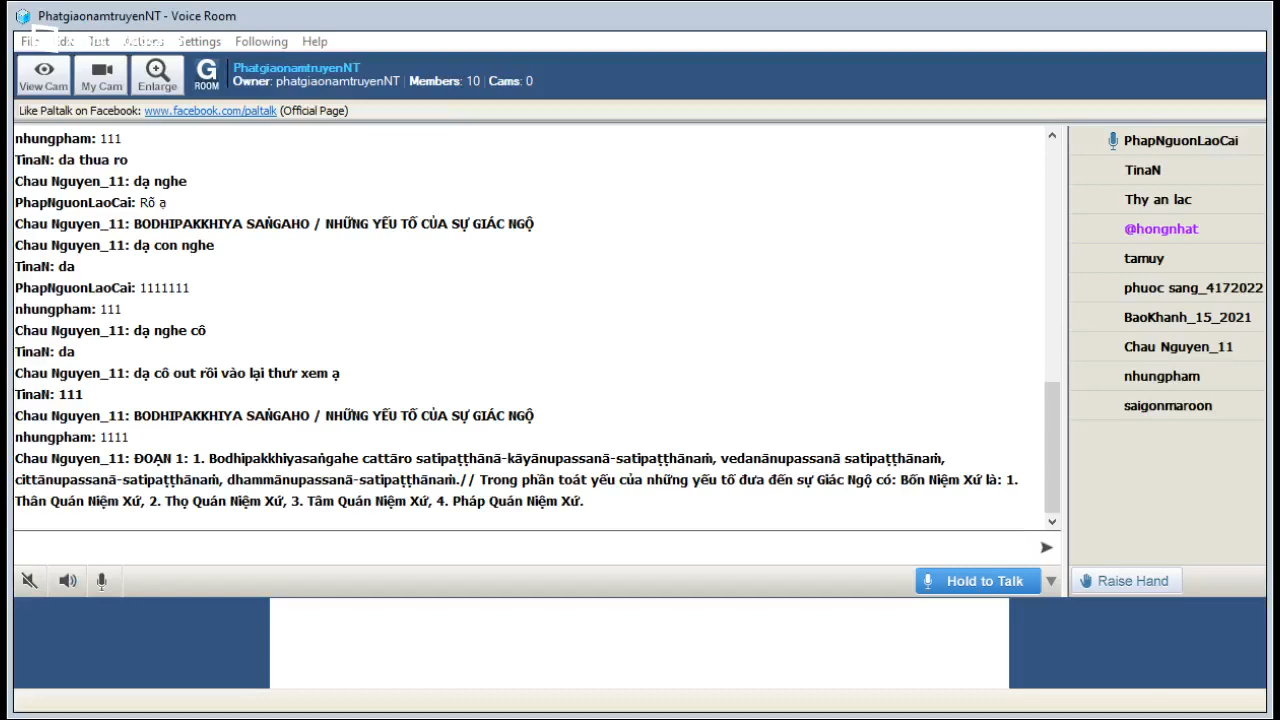 PhatgiaonamtruyenNT - Voice Room
Settings Following Help
View Cam
My Cam
Enlarge
G ROOM
PhatgiaonamtruyenNT
Owner: phatgiaonamtruyenNT | Members: 10 | Cams: 0
Like Paltalk on Facebook: www.facebook.com/paltalk (Official Page)
nhungpham: 111
TinaN: da thua ro
Chau Nguyen_11: dạ nghe
PhapNguonLaoCai: Rõ ạ
Chau Nguyen_11: BODHIPAKKHIYA SAṄGAHO / NHỮNG YẾU TỐ CỦA SỰ GIÁC NGỘ
Chau Nguyen_11: dạ con nghe
TinaN: da
PhapNguonLaoCai: 1111111
nhungpham: 111
Chau Nguyen_11: dạ nghe cô
TinaN: da
Chau Nguyen_11: dạ cô out rồi vào lại thưr xem ạ
TinaN: 111
Chau Nguyen_11: BODHIPAKKHIYA SAṄGAHO / NHỮNG YẾU TỐ CỦA SỰ GIÁC NGỘ
nhungpham: 1111
Chau Nguyen_11: ĐOẠN 1: 1. Bodhipakkhiyasaṅgahe cattāro satipaṭṭhānā-kāyānupassanā-satipaṭṭhānaṁ, vedanānupassanā satipaṭṭhānaṁ,
cittānupassanā-satipaṭṭhānaṁ, dhammānupassanā-satipaṭṭhānaṁ.// Trong phần toát yếu của những yếu tố đưa đến sự Giác Ngộ có: Bốn Niệm Xứ là: 1.
Thân Quán Niệm Xứ, 2. Thọ Quán Niệm Xứ, 3. Tâm Quán Niệm Xứ, 4. Pháp Quán Niệm Xứ.
PhapNguonLaoCai
TinaN
Thy an lac
@hongnhat
tamuy
phuoc sang_4172022
BaoKhanh_15_2021
Chau Nguyen_11
nhungpham
saigonmaroon
Hold to Talk
Raise Hand